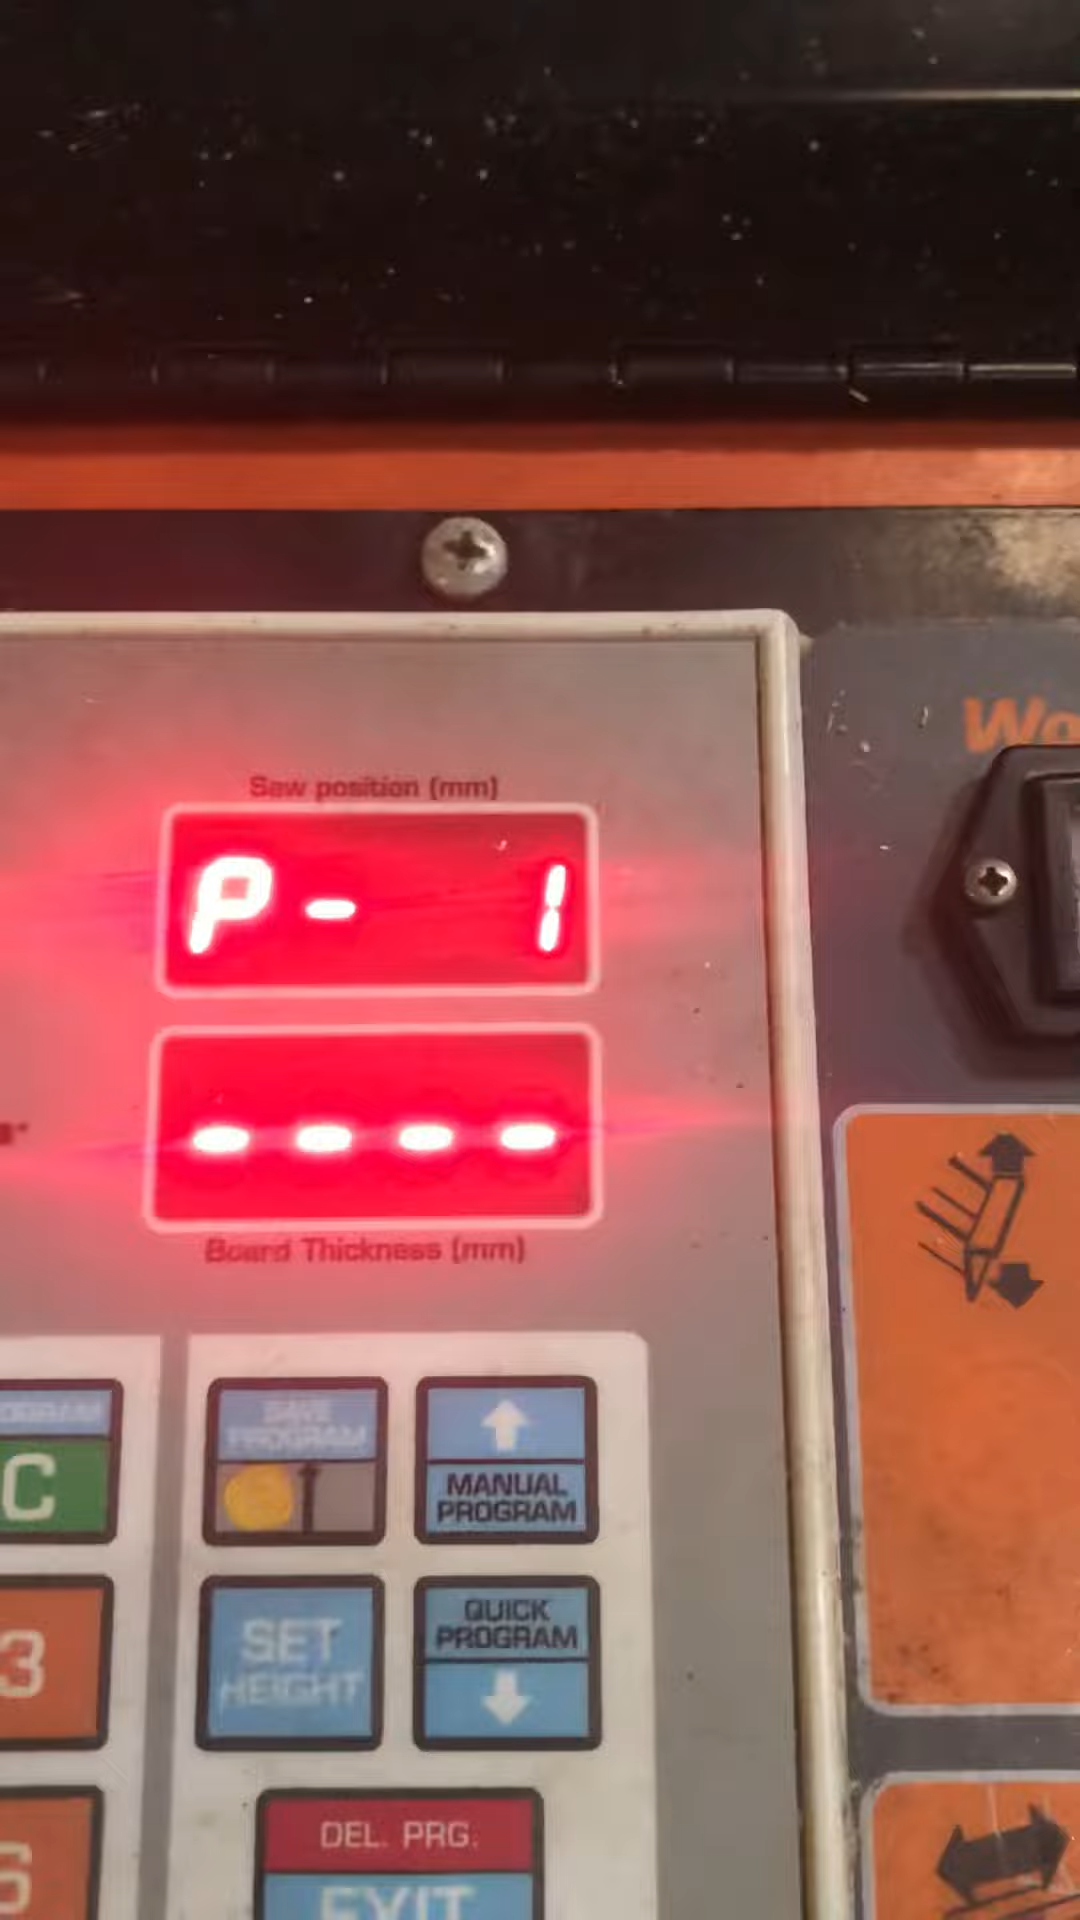 Saw position (mm)
P- 1
----
Board Thickness (mm)
SAVE
PROGRAM
C
MANUAL
PROGRAM
3
SET
HEIGHT
QUICK
PROGRAM
DEL. PRG.
EXIT